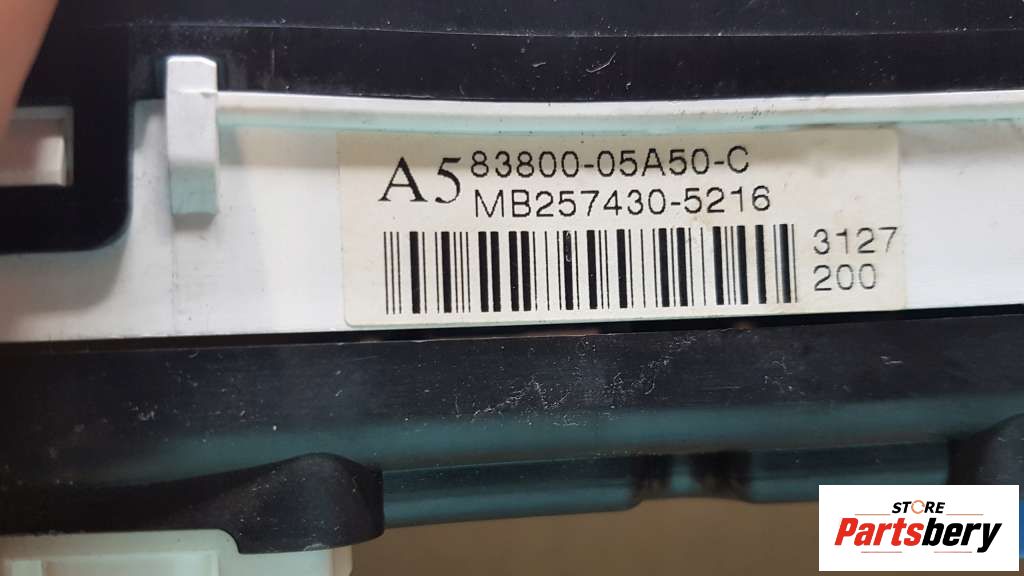 A5
83800-05A50-C
MB257430-5216
3127
200
STORE
Partsbery